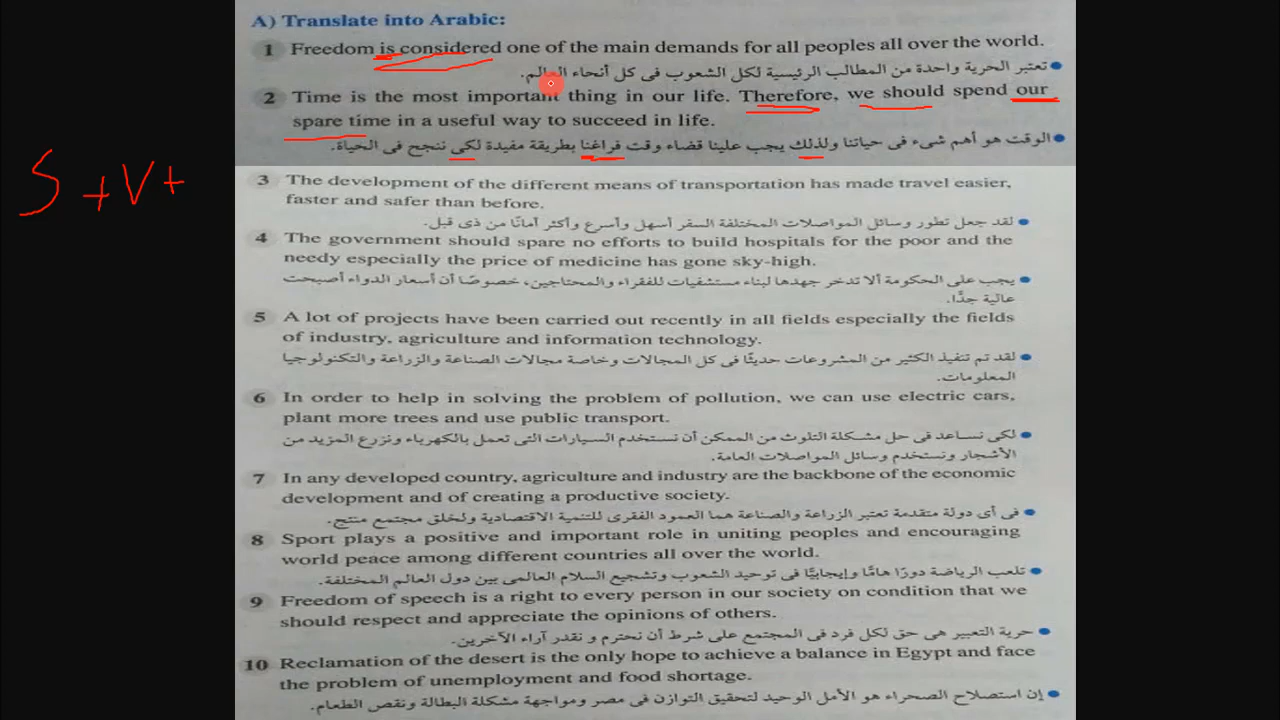 A) Translate into Arabic:
1 Freedom is considered one of the main demands for all peoples all over the world.
تعتبر الحرية واحدة من المطالب الرئيسية لكل الشعوب فى كل أنحاء العالم.
2 Time is the most important thing in our life. Therefore, we should spend our
spare time in a useful way to succeed in life.
الوقت هو أهم شىء فى حياتنا ولذلك يجب علينا قضاء وقت فراغنا بطريقة مفيدة لكى ننجح فى الحياة.
S + V +
3 The development of the different means of transportation has made travel easier,
faster and safer than before.
لقد جعل تطور وسائل المواصلات المختلفة السفر أسهل وأسرع وأكثر أمانًا من ذى قبل.
4 The government should spare no efforts to build hospitals for the poor and the
needy especially the price of medicine has gone sky-high.
يجب على الحكومة ألا تدخر جهدها لبناء مستشفيات للفقراء والمحتاجين، خصوصًا أن أسعار الدواء أصبحت
عالية جدًّا.
5 A lot of projects have been carried out recently in all fields especially the fields
of industry, agriculture and information technology.
لقد تم تنفيذ الكثير من المشروعات حديثًا فى كل المجالات وخاصة مجالات الصناعة والزراعة والتكنولوجيا
المعلومات.
6 In order to help in solving the problem of pollution, we can use electric cars,
plant more trees and use public transport.
لكى نساعد فى حل مشكلة التلوث من الممكن أن نستخدم السيارات التى تعمل بالكهرباء ونزرع المزيد من
الأشجار ونستخدم وسائل المواصلات العامة.
7 In any developed country, agriculture and industry are the backbone of the economic
development and of creating a productive society.
فى أى دولة متقدمة تعتبر الزراعة والصناعة هما العمود الفقرى للتنمية الاقتصادية ولخلق مجتمع منتج.
8 Sport plays a positive and important role in uniting peoples and encouraging
world peace among different countries all over the world.
تلعب الرياضة دورًا هامًّا وإيجابيًّا فى توحيد الشعوب وتشجيع السلام العالمى بين دول العالم المختلفة.
9 Freedom of speech is a right to every person in our society on condition that we
should respect and appreciate the opinions of others.
حرية التعبير هى حق لكل فرد فى المجتمع على شرط أن نحترم و نقدر آراء الآخرين.
10 Reclamation of the desert is the only hope to achieve a balance in Egypt and face
the problem of unemployment and food shortage.
إن استصلاح الصحراء هو الأمل الوحيد لتحقيق التوازن فى مصر ومواجهة مشكلة البطالة ونقص الطعام.